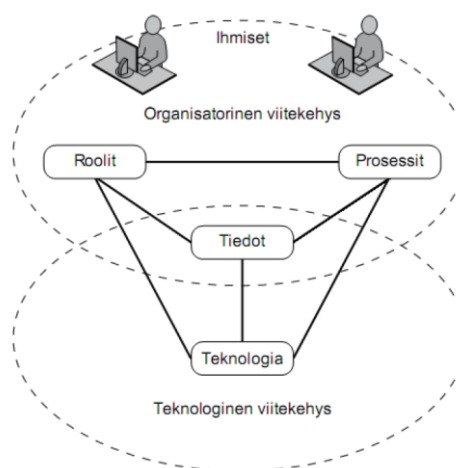 Ihmiset
Organisatorinen viitekehys
Roolit
Prosessit
Tiedot
Teknologia
Teknologinen viitekehys